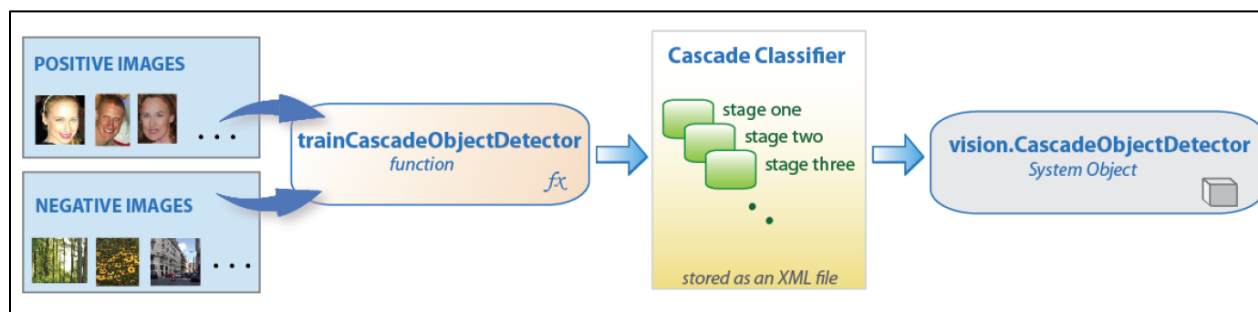 POSITIVE IMAGES
. . .
NEGATIVE IMAGES
. . .
trainCascadeObjectDetector
function
fx
Cascade Classifier
stage one
stage two
stage three
stored as an XML file
vision.CascadeObjectDetector
System Object